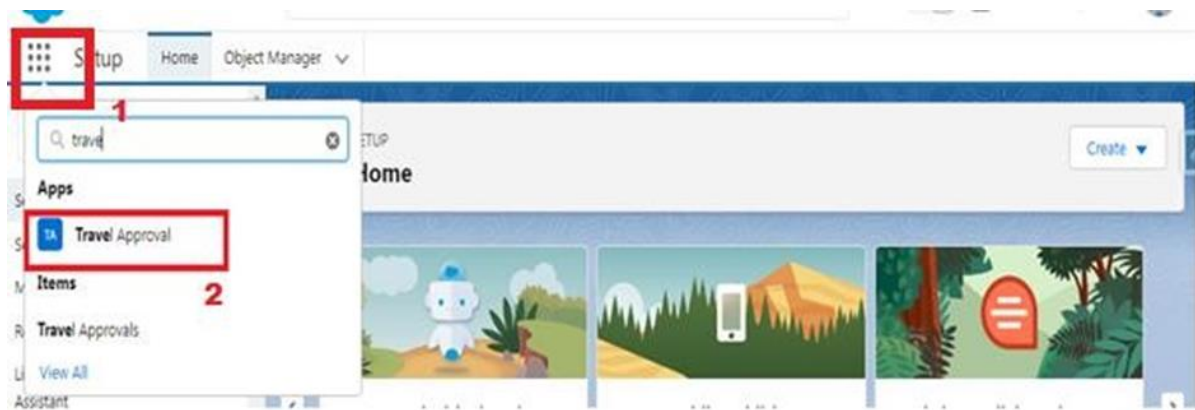 Setup Home Object Manager
1
trave
SETUP
Home
Create
Apps
TA Travel Approval
Items
2
Travel Approvals
View All
Assistant